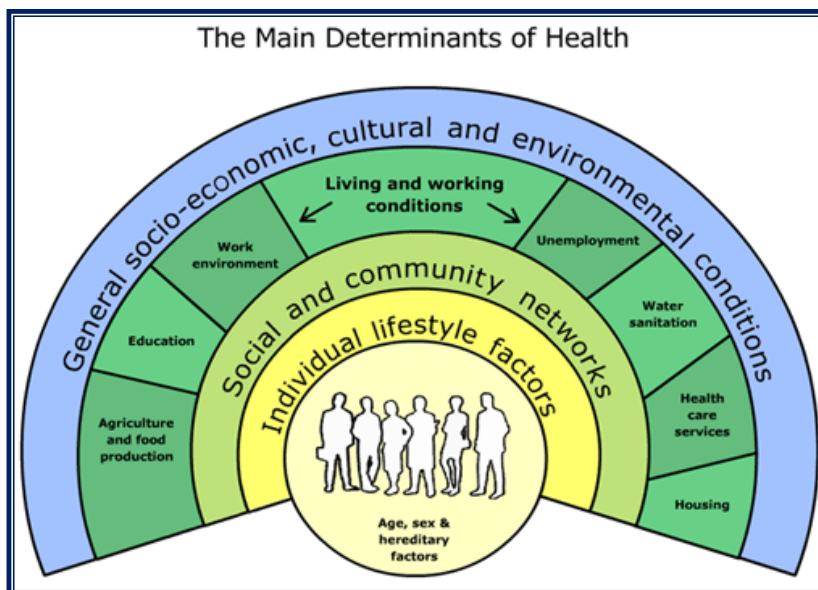 The Main Determinants of Health
General socio-economic, cultural and environmental conditions
Living and working
conditions
Work
environment
Unemployment
Education
Water
sanitation
Agriculture
and food
production
Health
care
services
Housing
Social and community networks
Individual lifestyle factors
Age, sex &
hereditary
factors